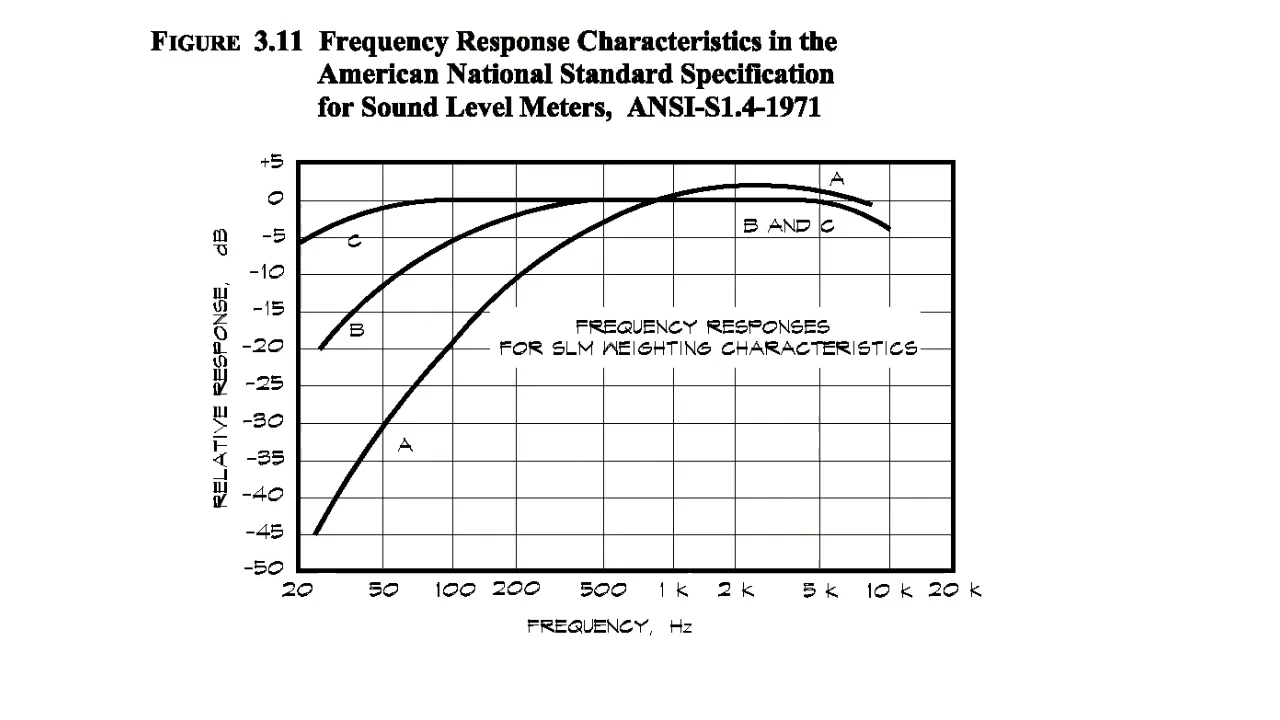 FIGURE 3.11 Frequency Response Characteristics in the
American National Standard Specification
for Sound Level Meters, ANSI-S1.4-1971
+5
0
-5
-10
-15
-20
-25
-30
-35
-40
-45
-50
RELATIVE RESPONSE, dB
A
B AND C
C
B
A
FREQUENCY RESPONSES
FOR SLM WEIGHTING CHARACTERISTICS
20 50 100 200 500 1 k 2 k 5 k 10 k 20 k
FREQUENCY, Hz